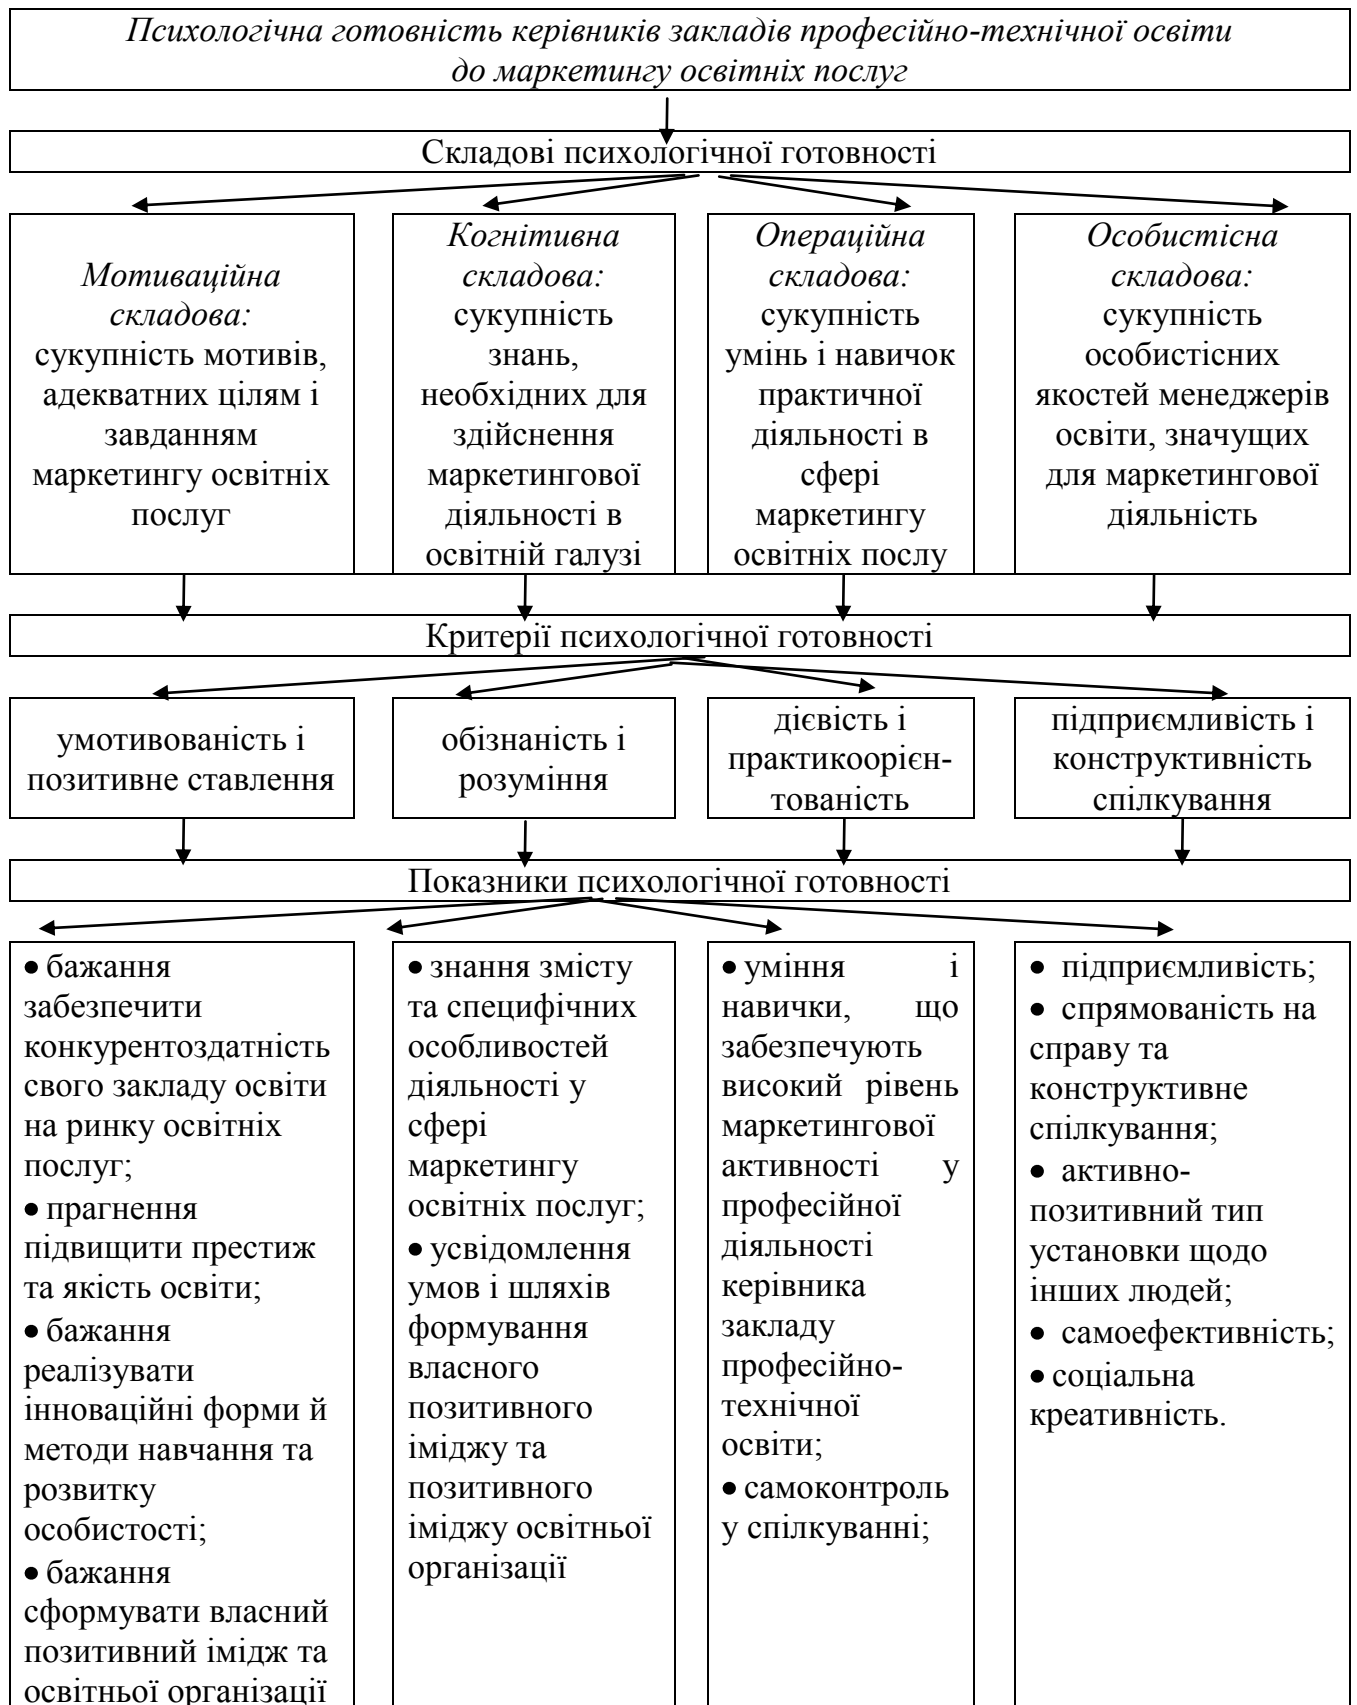 Психологічна готовність керівників закладів професійно-технічної освіти
до маркетингу освітніх послуг
Складові психологічної готовності
Мотиваційна
складова:
сукупність мотивів,
адекватних цілям і
завданням
маркетингу освітніх
послуг
Когнітивна
складова:
сукупність
знань,
необхідних для
здійснення
маркетингової
діяльності в
освітній галузі
Операційна
складова:
сукупність
умінь і навичок
практичної
діяльності в
сфері
маркетингу
освітніх послу
Особистісна
складова:
сукупність
особистісних
якостей менеджерів
освіти, значущих
для маркетингової
діяльність
Критерії психологічної готовності
умотивованість і
позитивне ставлення
обізнаність і
розуміння
дієвість і
практикоорієн-
тованість
підприємливість і
конструктивність
спілкування
Показники психологічної готовності
• бажання
забезпечити
конкурентоздатність
свого закладу освіти
на ринку освітніх
послуг;
• прагнення
підвищити престиж
та якість освіти;
• бажання
реалізувати
інноваційні форми й
методи навчання та
розвитку
особистості;
• бажання
сформувати власний
позитивний імідж та
освітньої організації
• знання змісту
та специфічних
особливостей
діяльності у
сфері
маркетингу
освітніх послуг;
• усвідомлення
умов і шляхів
формування
власного
позитивного
іміджу та
позитивного
іміджу освітньої
організації
• уміння і
навички, що
забезпечують
високий рівень
маркетингової
активності у
професійної
діяльності
керівника
закладу
професійно-
технічної
освіти;
• самоконтроль
у спілкуванні;
• підприємливість;
• спрямованість на
справу та
конструктивне
спілкування;
• активно-
позитивний тип
установки щодо
інших людей;
• самоефективність;
• соціальна
креативність.